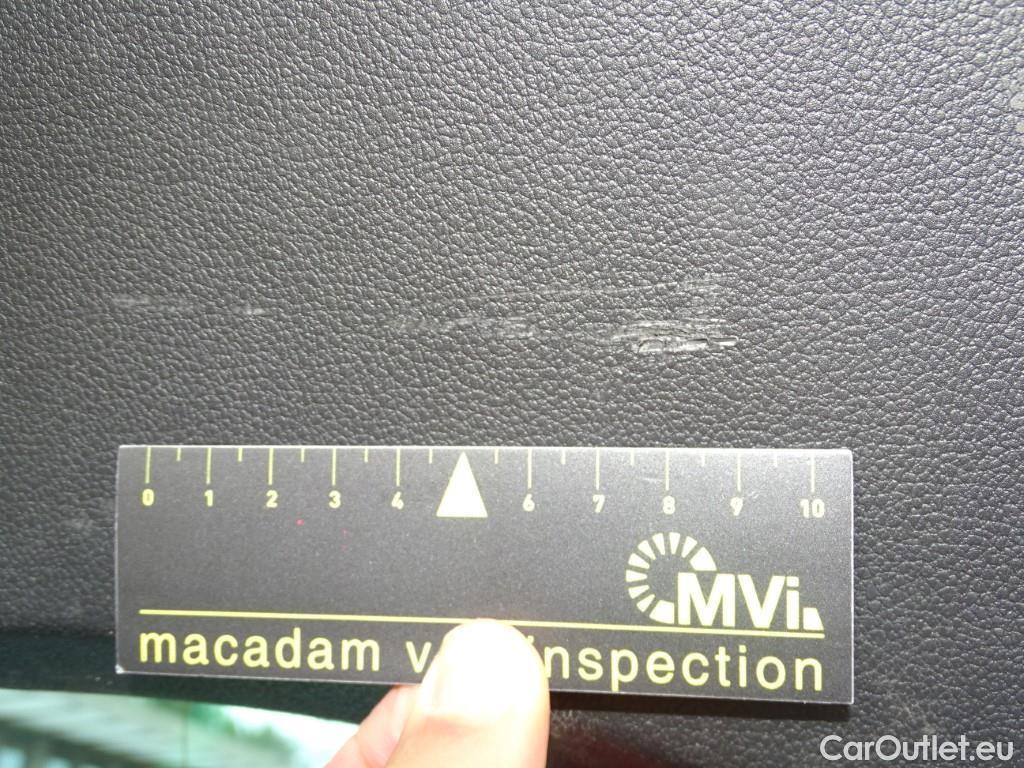 0 1 2 3 4 6 7 8 9 10
MVi
macadam v inspection
CarOutlet.eu